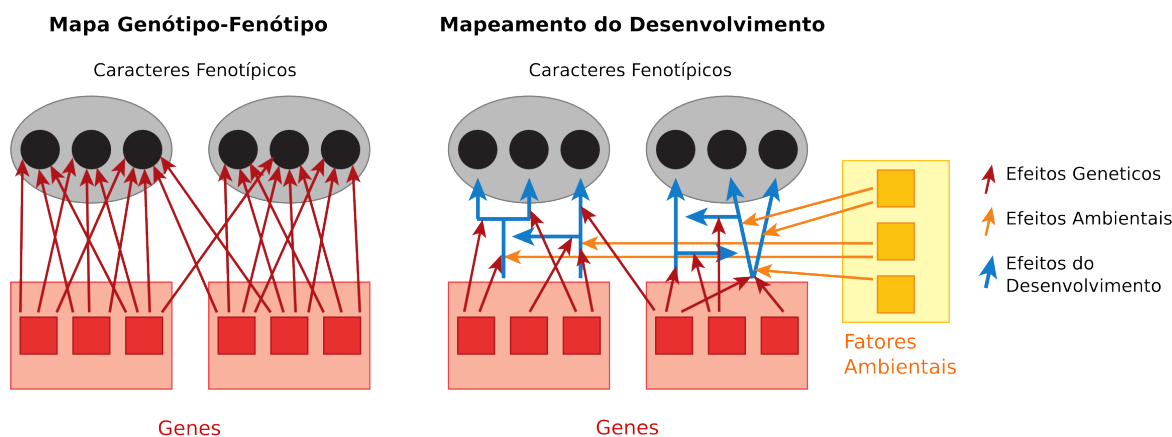 Mapa Genótipo-Fenótipo
Caracteres Fenotípicos
Genes
Mapeamento do Desenvolvimento
Caracteres Fenotípicos
Genes
Fatores
Ambientais
Efeitos Geneticos
Efeitos Ambientais
Efeitos do
Desenvolvimento